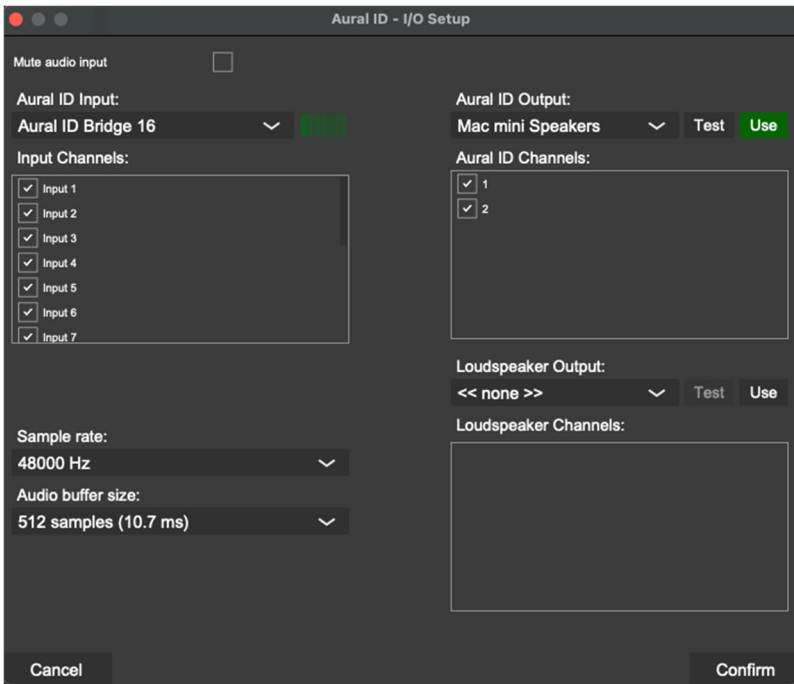 Aural ID - I/O Setup
Mute audio input
Aural ID Input:
Aural ID Bridge 16
Input Channels:
Input 1
Input 2
Input 3
Input 4
Input 5
Input 6
Input 7
Sample rate:
48000 Hz
Audio buffer size:
512 samples (10.7 ms)
Aural ID Output:
Mac mini Speakers Test Use
Aural ID Channels:
1
2
Loudspeaker Output:
<< none >> Test Use
Loudspeaker Channels:
Cancel Confirm